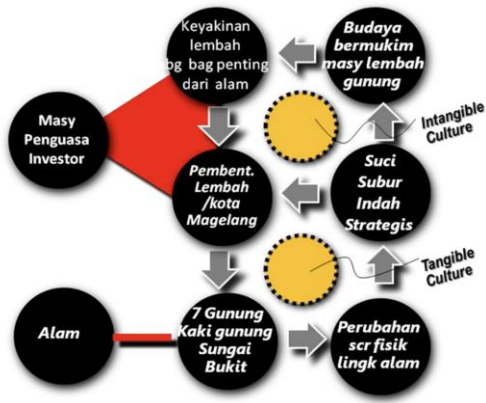 Keyakinan
lembah
bg bag penting
dari alam
Budaya
bermukim
masy lembah
gunung
Masy
Penguasa
Investor
Intangible
Culture
Pembent.
Lembah
/kota
Magelang
Suci
Subur
Indah
Strategis
Tangible
Culture
Alam
7 Gunung
Kaki gunung
Sungai
Bukit
Perubahan
scr fisik
lingk alam